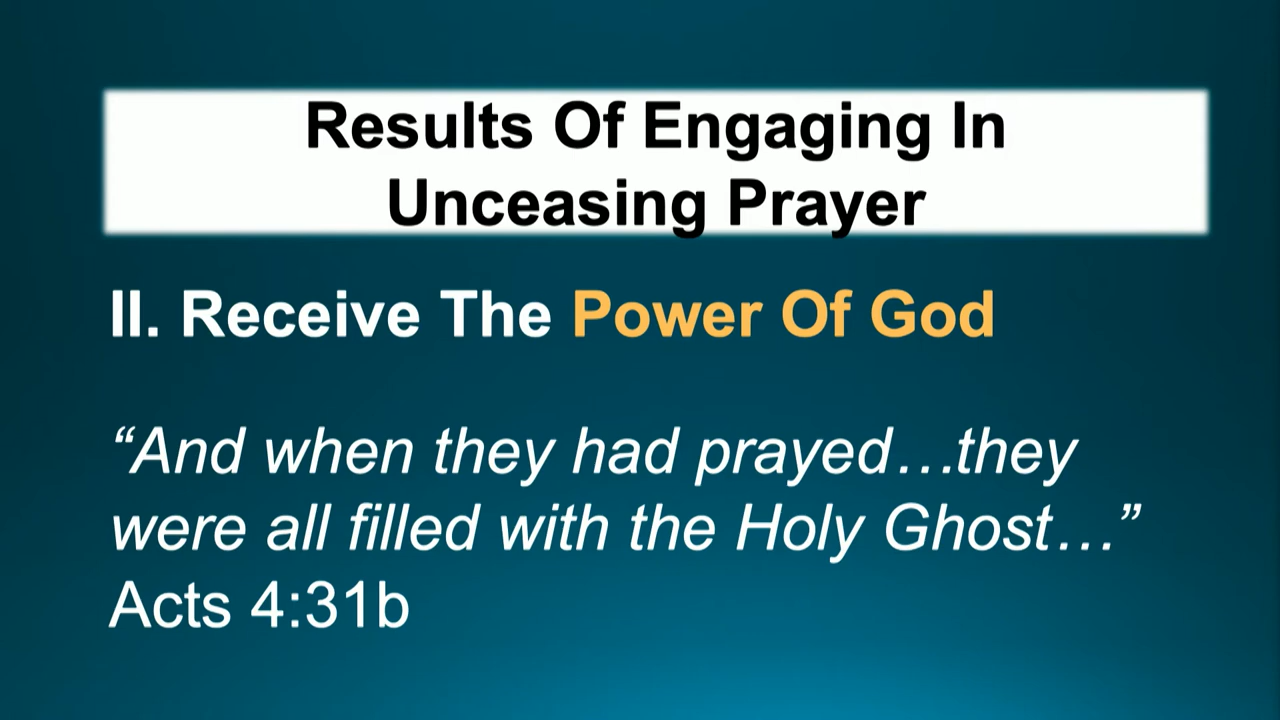 Results Of Engaging In
Unceasing Prayer
II. Receive The Power Of God
“And when they had prayed…they
were all filled with the Holy Ghost…”
Acts 4:31b